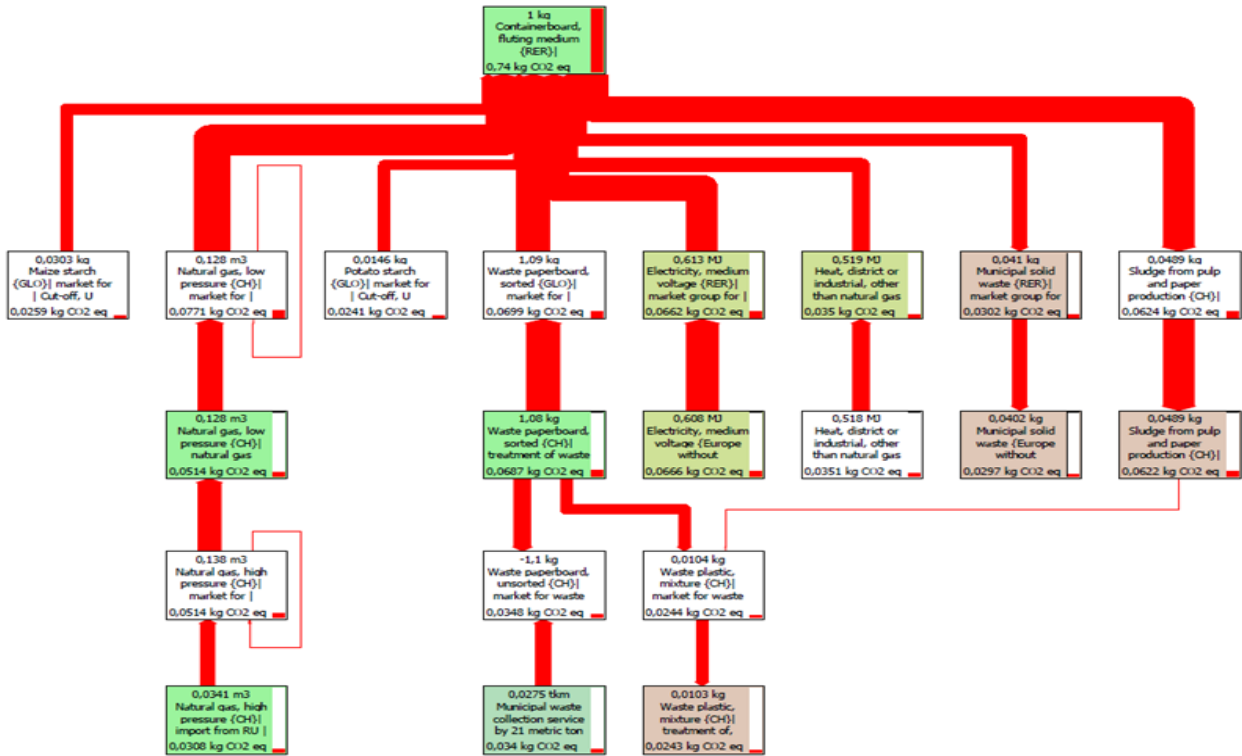 1 kg
Containerboard,
fluting medium
{RER}|
0,74 kg CO2 eq
0,0303 kg
Maize starch
{GLO}| market for
| Cut-off, U
0,0259 kg CO2 eq
0,128 m3
Natural gas, low
pressure {CH}|
market for |
0,0771 kg CO2 eq
0,0146 kg
Potato starch
{GLO}| market for
| Cut-off, U
0,0241 kg CO2 eq
1,09 kg
Waste paperboard,
sorted {GLO}|
market for |
0,0699 kg CO2 eq
0,613 MJ
Electricity, medium
voltage {RER}|
market group for |
0,0662 kg CO2 eq
0,519 MJ
Heat, district or
industrial, other
than natural gas
0,035 kg CO2 eq
0,041 kg
Municipal solid
waste {RER}|
market group for
0,0302 kg CO2 eq
0,0489 kg
Sludge from pulp
and paper
production {CH}|
0,0624 kg CO2 eq
0,128 m3
Natural gas, low
pressure {CH}|
natural gas
0,0514 kg CO2 eq
1,08 kg
Waste paperboard,
sorted {CH}|
treatment of waste
0,0687 kg CO2 eq
0,608 MJ
Electricity, medium
voltage {Europe
without
0,0666 kg CO2 eq
0,518 MJ
Heat, district or
industrial, other
than natural gas
0,0351 kg CO2 eq
0,0402 kg
Municipal solid
waste {Europe
without
0,0297 kg CO2 eq
0,0489 kg
Sludge from pulp
and paper
production {CH}|
0,0622 kg CO2 eq
0,138 m3
Natural gas, high
pressure {CH}|
market for |
0,0514 kg CO2 eq
-1,1 kg
Waste paperboard,
unsorted {CH}|
market for waste
0,0348 kg CO2 eq
0,0104 kg
Waste plastic,
mixture {CH}|
market for waste
0,0244 kg CO2 eq
0,0341 m3
Natural gas, high
pressure {CH}|
import from RU |
0,0308 kg CO2 eq
0,0275 tkm
Municipal waste
collection service
by 21 metric ton
0,034 kg CO2 eq
0,0103 kg
Waste plastic,
mixture {CH}|
treatment of,
0,0243 kg CO2 eq